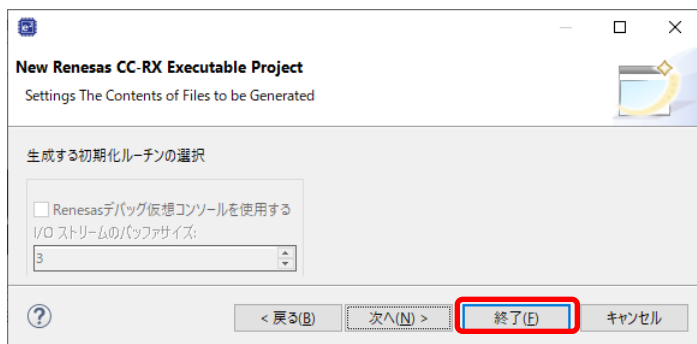 New Renesas CC-RX Executable Project
Settings The Contents of Files to be Generated
生成する初期化ルーチンの選択
Renesasデバッグ仮想コンソールを使用する
I/O ストリームのバッファサイズ:
3
< 戻る(B) 次へ(N) > 終了(F) キャンセル